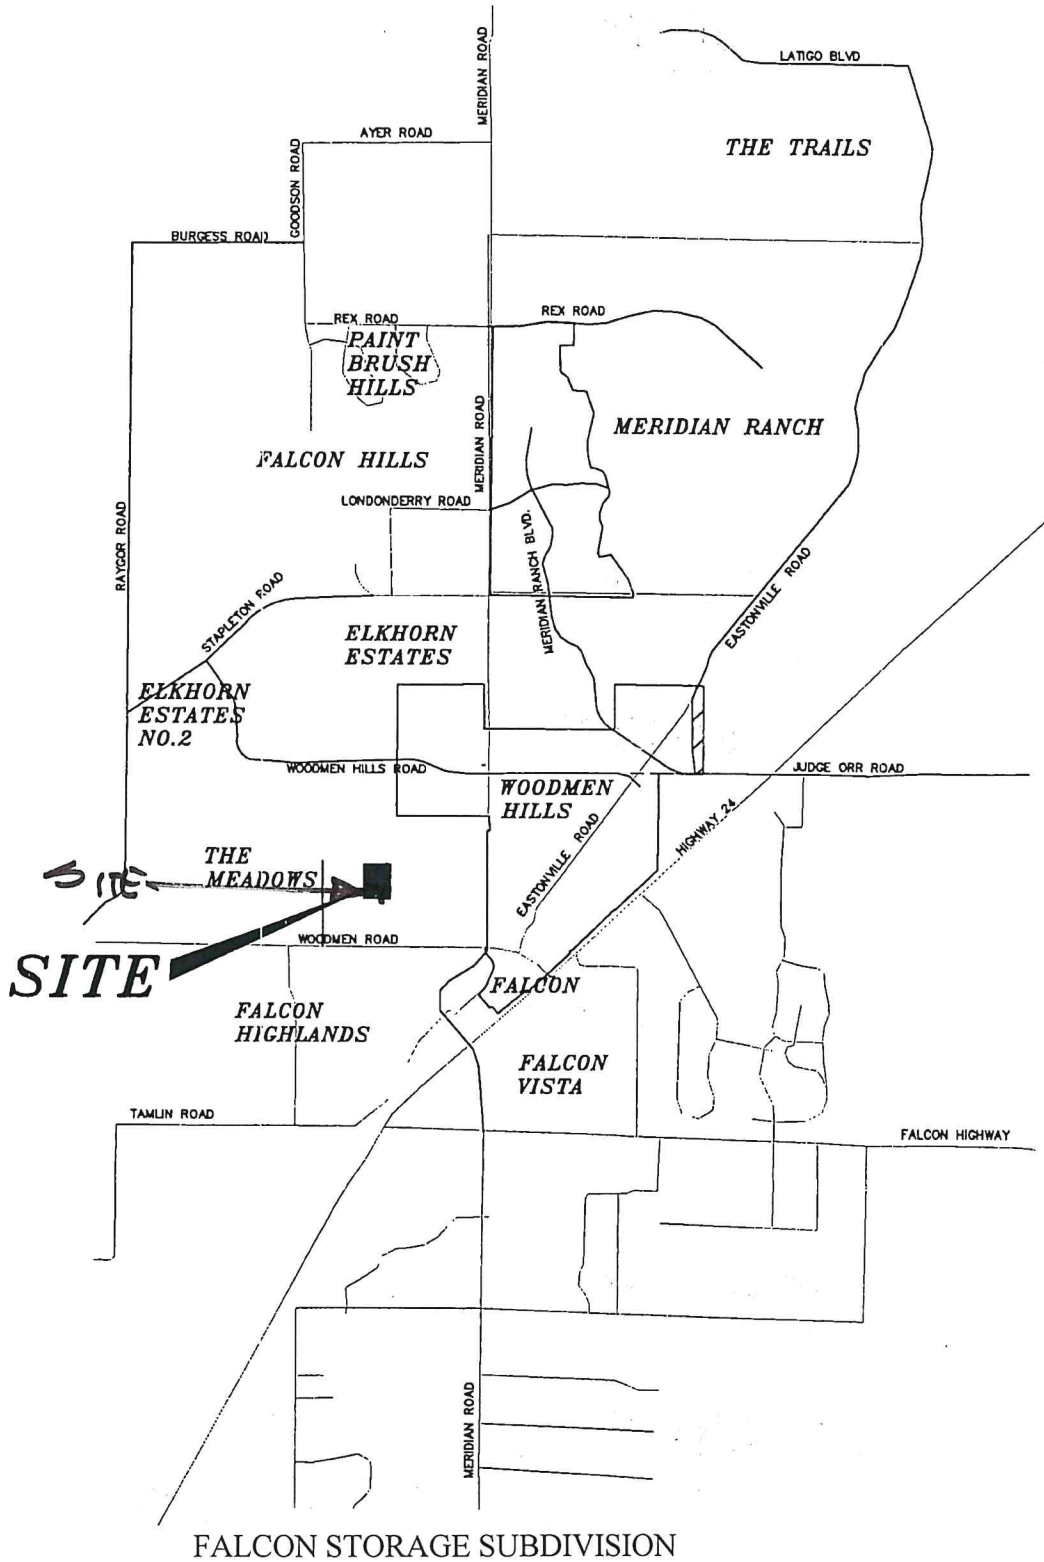 MERIDIAN ROAD
LATIGO BLVD
AYER ROAD
THE TRAILS
GOODSON ROAD
BURGESS ROAD
REX ROAD
REX ROAD
PAINT
BRUSH
HILLS
MERIDIAN RANCH
MERIDIAN ROAD
FALCON HILLS
LONDONDERRY ROAD
RAYGOR ROAD
MERIDIAN RANCH BLVD.
EASTONVILLE ROAD
STAPLETON ROAD
ELKHORN
ESTATES
ELKHORN
ESTATES
NO.2
WOODMEN HILLS ROAD
JUDGE ORR ROAD
WOODMEN
HILLS
HIGHWAY 24
EASTONVILLE ROAD
THE
MEADOWS
SITE
WOODMEN ROAD
SITE
FALCON
FALCON
HIGHLANDS
FALCON
VISTA
TAMLIN ROAD
FALCON HIGHWAY
MERIDIAN ROAD
FALCON STORAGE SUBDIVISION